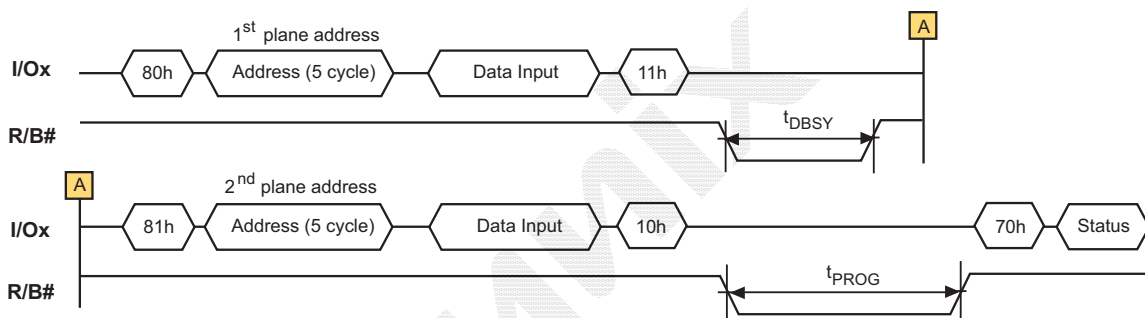 1st plane address
A
I/Ox 80h Address (5 cycle) Data Input 11h
R/B# tDBSY
A
2nd plane address
I/Ox 81h Address (5 cycle) Data Input 10h 70h Status
R/B# tPROG